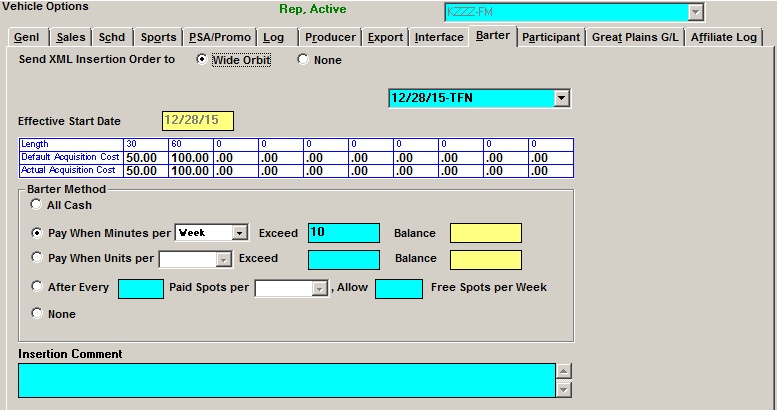 Vehicle Options Rep, Active KZZZ-FM
Genl Sales Schd Sports PSA/Promo Log Producer Export Interface Barter Participant Great Plains G/L Affiliate Log
Send XML Insertion Order to Wide Orbit None
12/28/15-TFN
Effective Start Date 12/28/15
Length 30 60 0 0 0 0 0 0 0 0
Default Acquisition Cost 50.00 100.00 .00 .00 .00 .00 .00 .00 .00 .00
Actual Acquisition Cost 50.00 100.00 .00 .00 .00 .00 .00 .00 .00 .00
Barter Method
All Cash
Pay When Minutes per Week Exceed 10 Balance
Pay When Units per Exceed Balance
After Every Paid Spots per , Allow Free Spots per Week
None
Insertion Comment